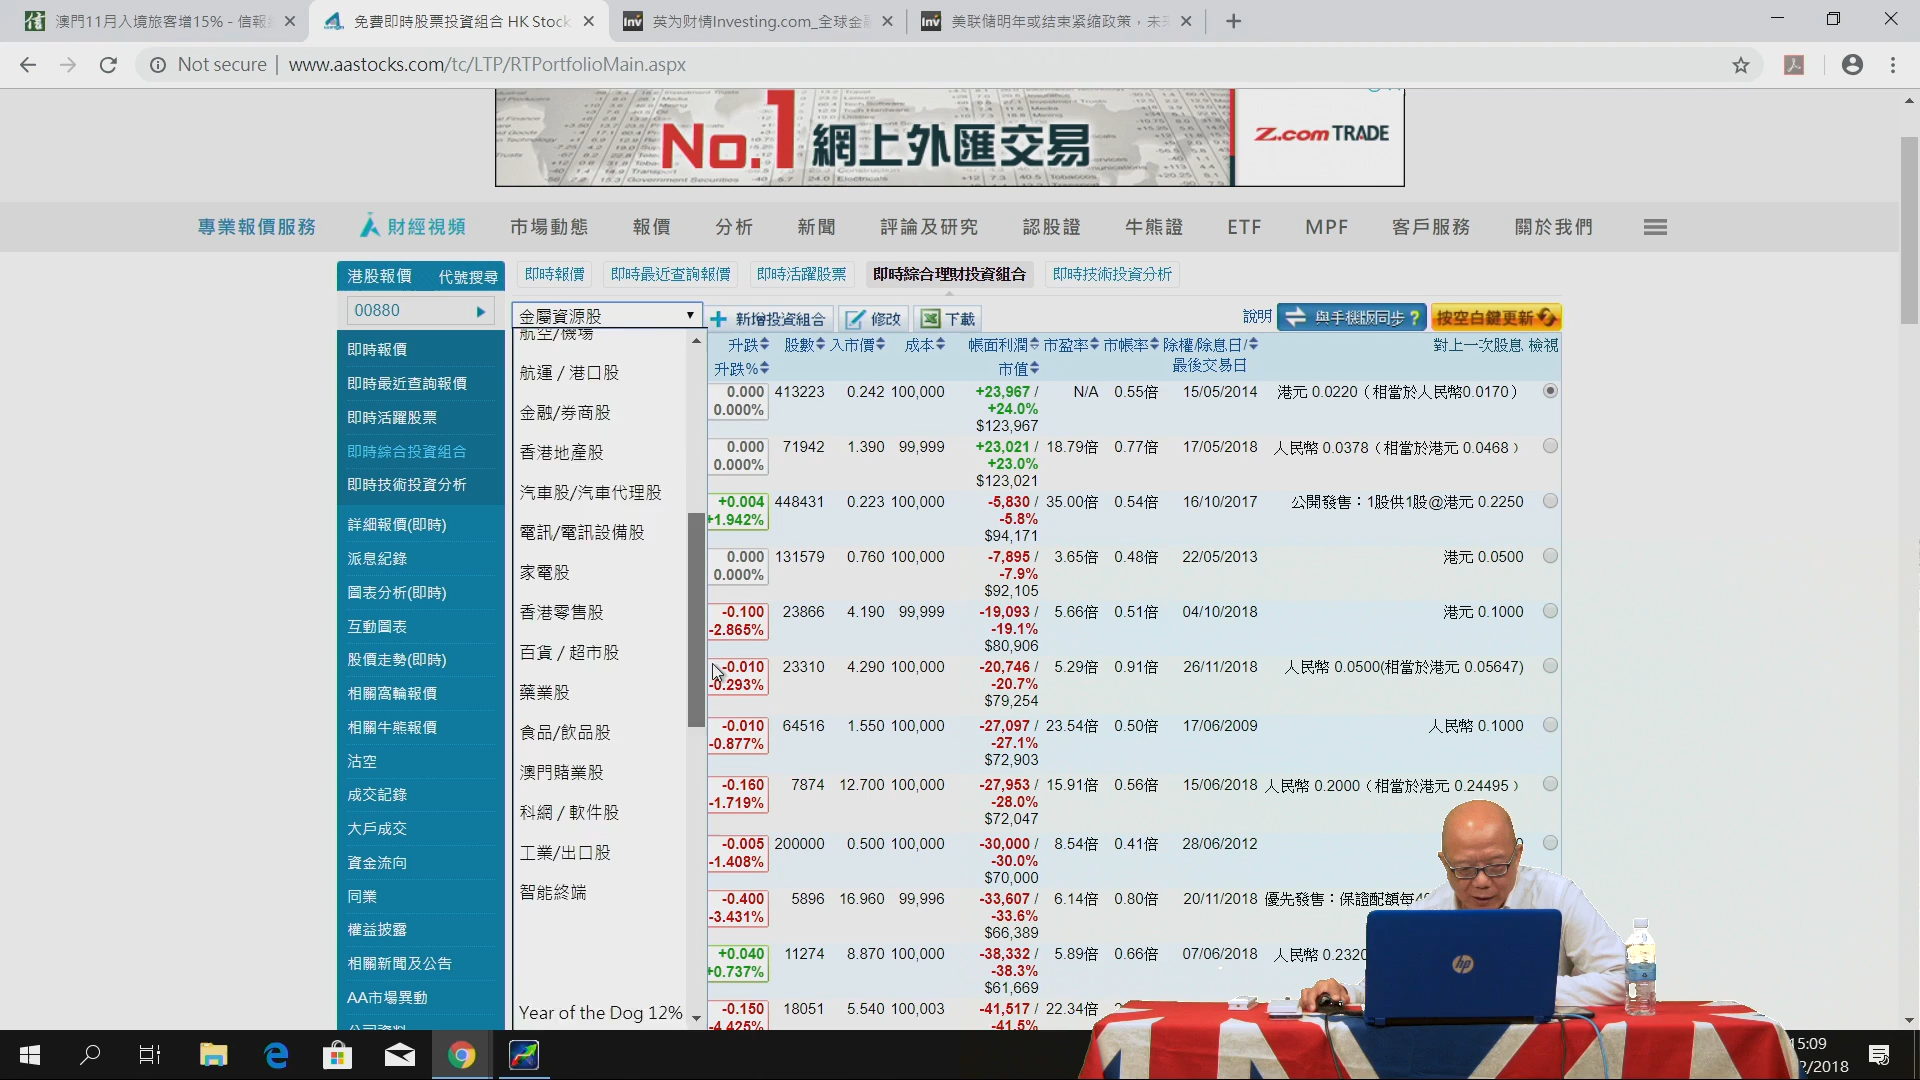 澳門11月入境旅客增15% - 信報
免費即時股票投資組合 HK Stock
英为财情Investing.com_全球金
美联储明年或结束紧缩政策，未
Not secure | www.aastocks.com/tc/LTP/RTPortfolioMain.aspx
No.1 網上外匯交易
Z.com TRADE
專業報價服務 財經視頻 市場動態 報價 分析 新聞 評論及研究 認股證 牛熊證 ETF MPF 客戶服務 關於我們
港股報價 代號搜尋 即時報價 即時最近查詢報價 即時活躍股票 即時綜合理財投資組合 即時技術投資分析
00880
金屬資源股 新增投資組合 修改 下載 說明 與手機版同步 ? 按空白鍵更新
升跌 股數 入市價 成本 帳面利潤 市盈率 市帳率 除權/除息日/ 對上一次股息 檢視
升跌% 市值 最後交易日
即時報價
即時最近查詢報價
即時活躍股票
即時綜合投資組合
即時技術投資分析
詳細報價(即時)
派息紀錄
圖表分析(即時)
互動圖表
股價走勢(即時)
相關窩輪報價
相關牛熊報價
沽空
成交記錄
大戶成交
資金流向
同業
權益披露
相關新聞及公告
AA市場異動
公司資料
航空/機場
航運 / 港口股
金融/券商股
香港地產股
汽車股/汽車代理股
電訊/電訊設備股
家電股
香港零售股
百貨 / 超市股
藥業股
食品/飲品股
澳門賭業股
科網 / 軟件股
工業/出口股
智能終端
Year of the Dog 12%
0.000 413223 0.242 100,000 +23,967 / N/A 0.55倍 15/05/2014 港元 0.0220（相當於人民幣0.0170）
0.000% +24.0%
$123,967
0.000 71942 1.390 99,999 +23,021 / 18.79倍 0.77倍 17/05/2018 人民幣 0.0378（相當於港元 0.0468）
0.000% +23.0%
$123,021
+0.004 448431 0.223 100,000 -5,830 / 35.00倍 0.54倍 16/10/2017 公開發售：1股供1股@港元 0.2250
+1.942% -5.8%
$94,171
0.000 131579 0.760 100,000 -7,895 / 3.65倍 0.48倍 22/05/2013 港元 0.0500
0.000% -7.9%
$92,105
-0.100 23866 4.190 99,999 -19,093 / 5.66倍 0.51倍 04/10/2018 港元 0.1000
-2.865% -19.1%
$80,906
-0.010 23310 4.290 100,000 -20,746 / 5.29倍 0.91倍 26/11/2018 人民幣 0.0500(相當於港元 0.05647)
-0.293% -20.7%
$79,254
-0.010 64516 1.550 100,000 -27,097 / 23.54倍 0.50倍 17/06/2009 人民幣 0.1000
-0.877% -27.1%
$72,903
-0.160 7874 12.700 100,000 -27,953 / 15.91倍 0.56倍 15/06/2018 人民幣 0.2000（相當於港元 0.24495）
-1.719% -28.0%
$72,047
-0.005 200000 0.500 100,000 -30,000 / 8.54倍 0.41倍 28/06/2012
-1.408% -30.0%
$70,000
-0.400 5896 16.960 99,996 -33,607 / 6.14倍 0.80倍 20/11/2018 優先發售：保證配額每4
-3.431% -33.6%
$66,389
+0.040 11274 8.870 100,000 -38,332 / 5.89倍 0.66倍 07/06/2018 人民幣 0.2320
+0.737% -38.3%
$61,669
-0.150 18051 5.540 100,003 -41,517 / 22.34倍
-4.425% -41.5%
hp
15:09
/2018